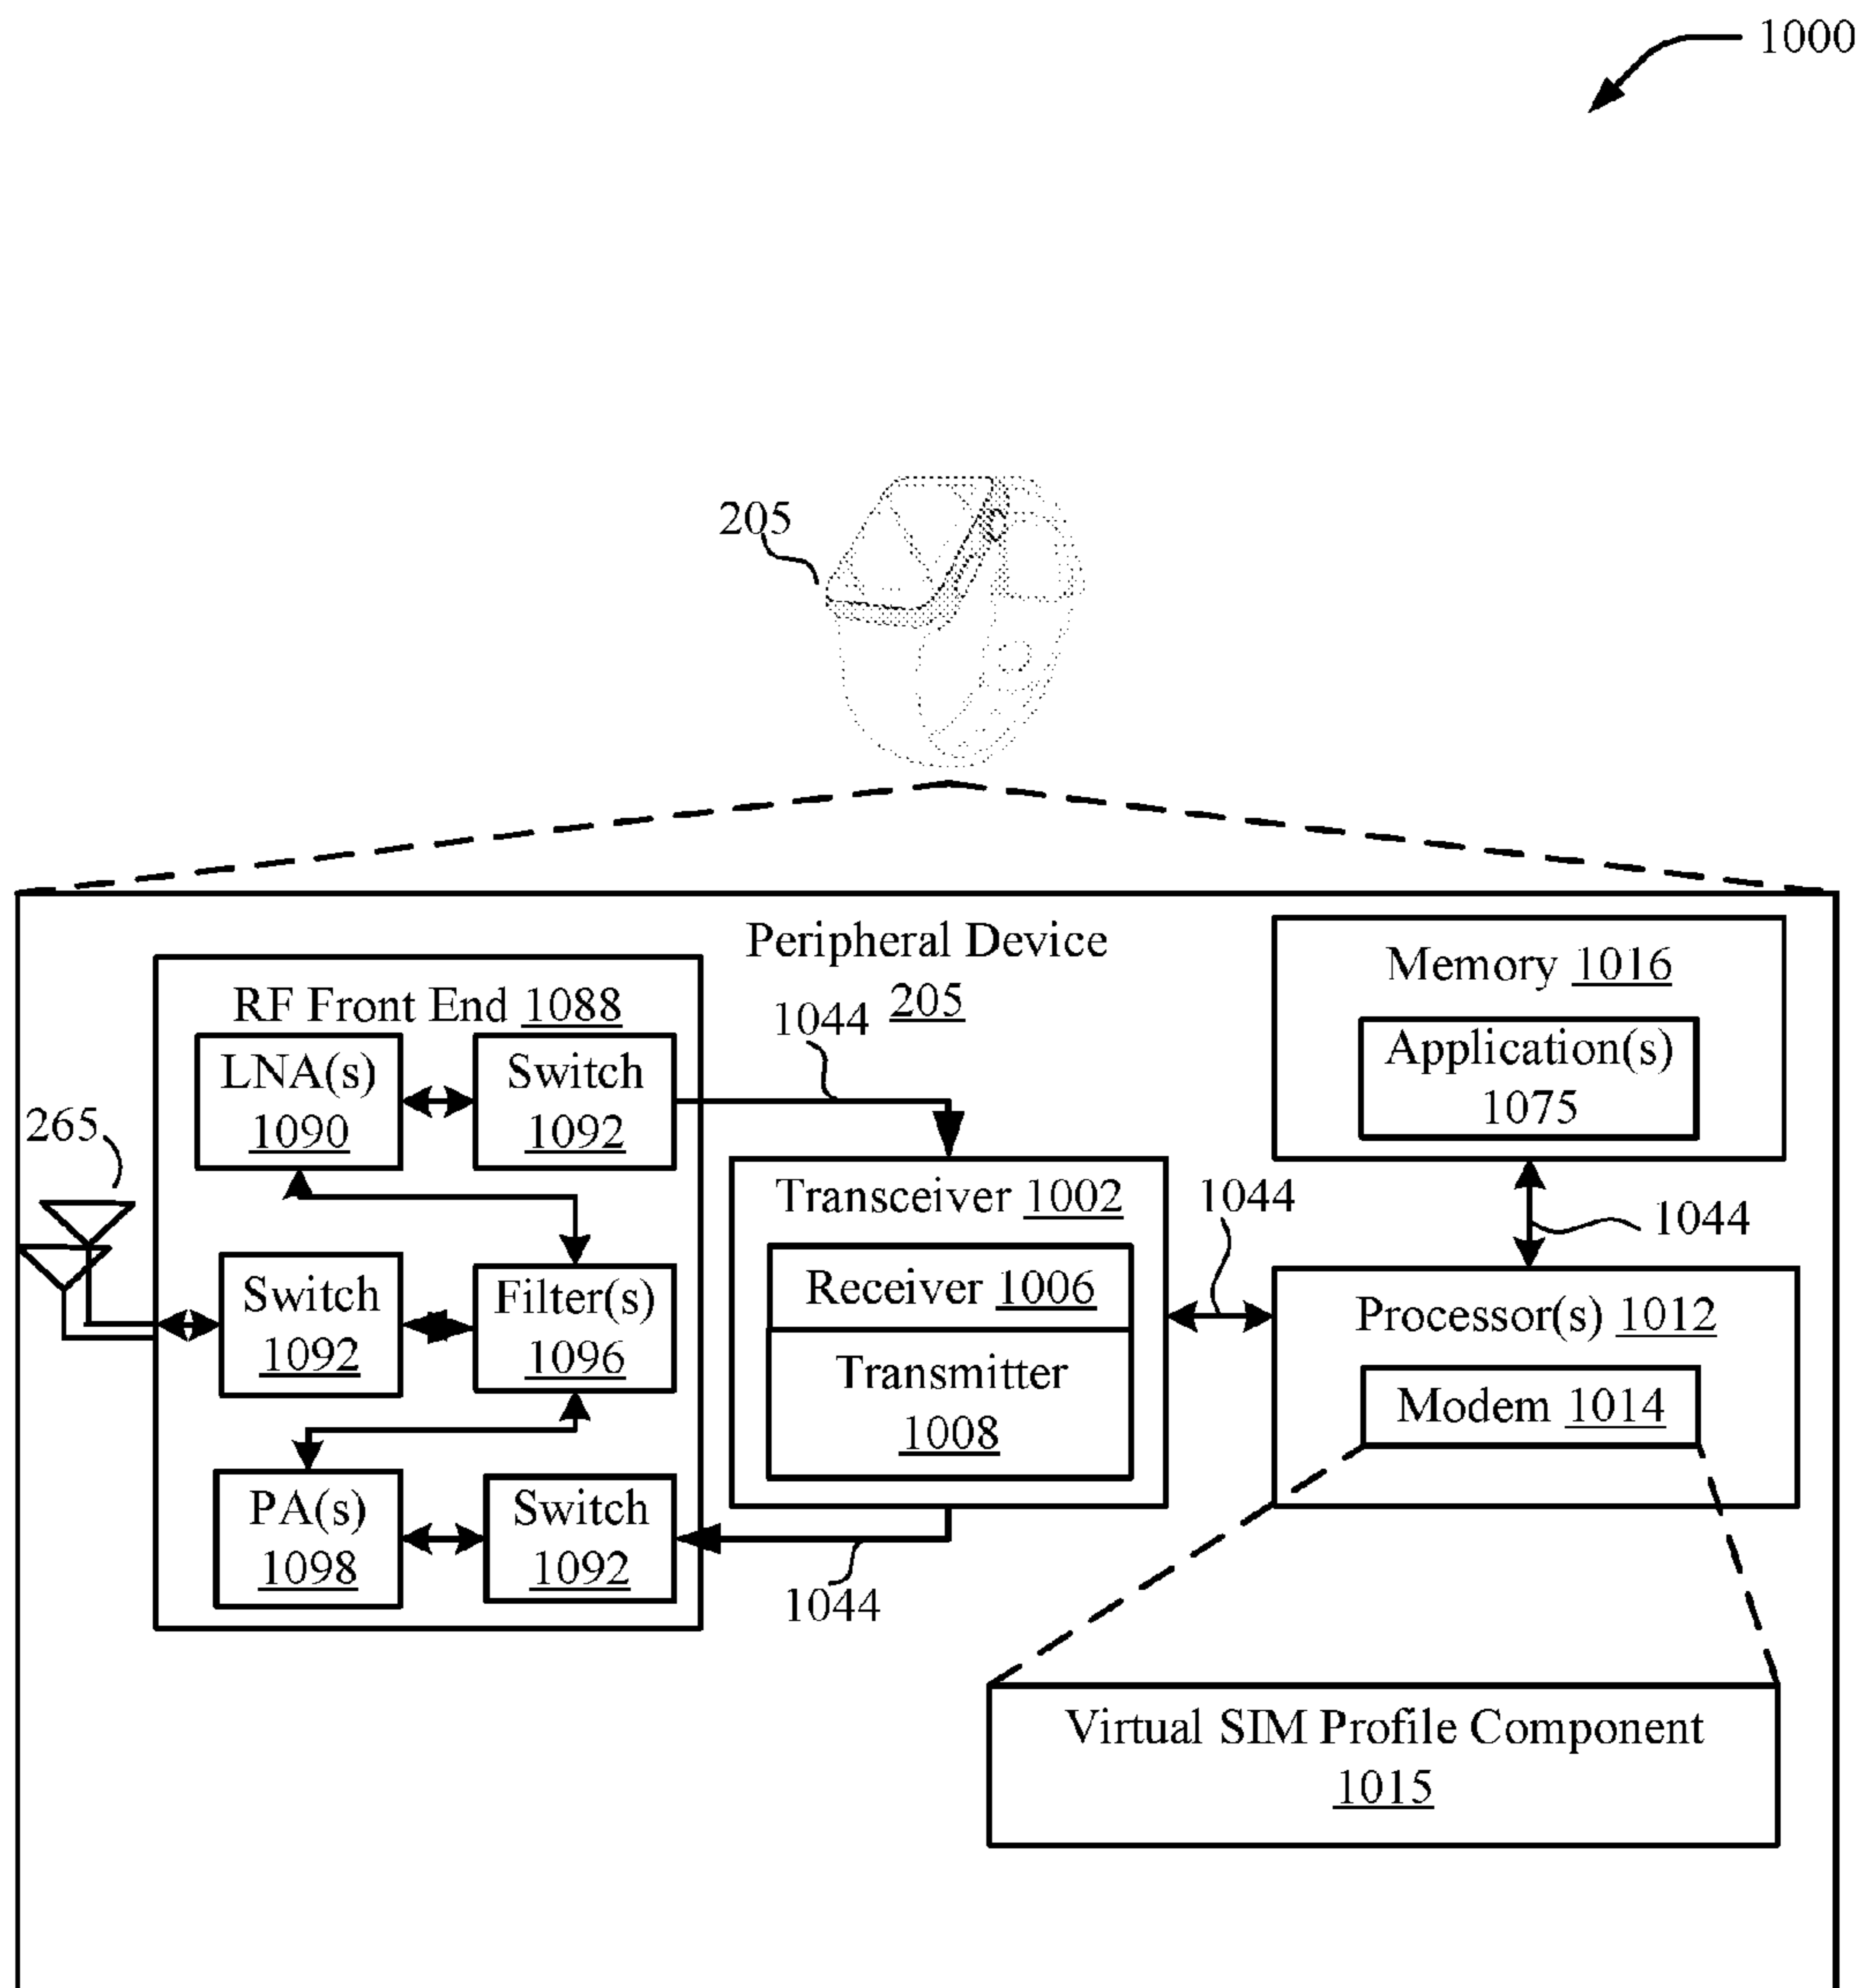 1000
205
Peripheral Device
205
RF Front End 1088
LNA(s)
1090
Switch
1092
1044
265
Switch
1092
Filter(s)
1096
PA(s)
1098
Switch
1092
1044
Transceiver 1002
Receiver 1006
Transmitter
1008
1044
Memory 1016
Application(s)
1075
1044
Processor(s) 1012
Modem 1014
Virtual SIM Profile Component
1015